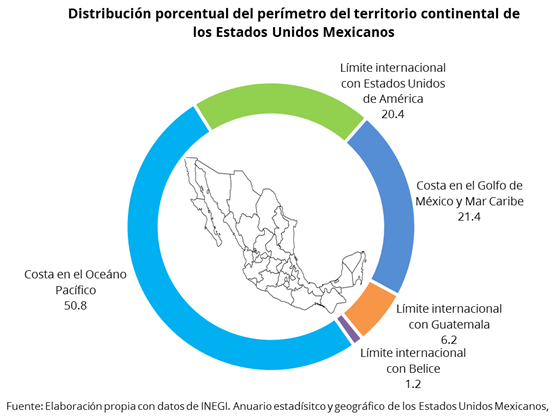 Distribución porcentual del perímetro del territorio continental de
los Estados Unidos Mexicanos
Límite internacional
con Estados Unidos
de América
20.4
Costa en el Golfo de
México y Mar Caribe
21.4
Costa en el Oceáno
Pacífico
50.8
Límite internacional
con Guatemala
6.2
Límite internacional
con Belice
1.2
Fuente: Elaboración propia con datos de INEGI. Anuario estadísitco y geográfico de los Estados Unidos Mexicanos,